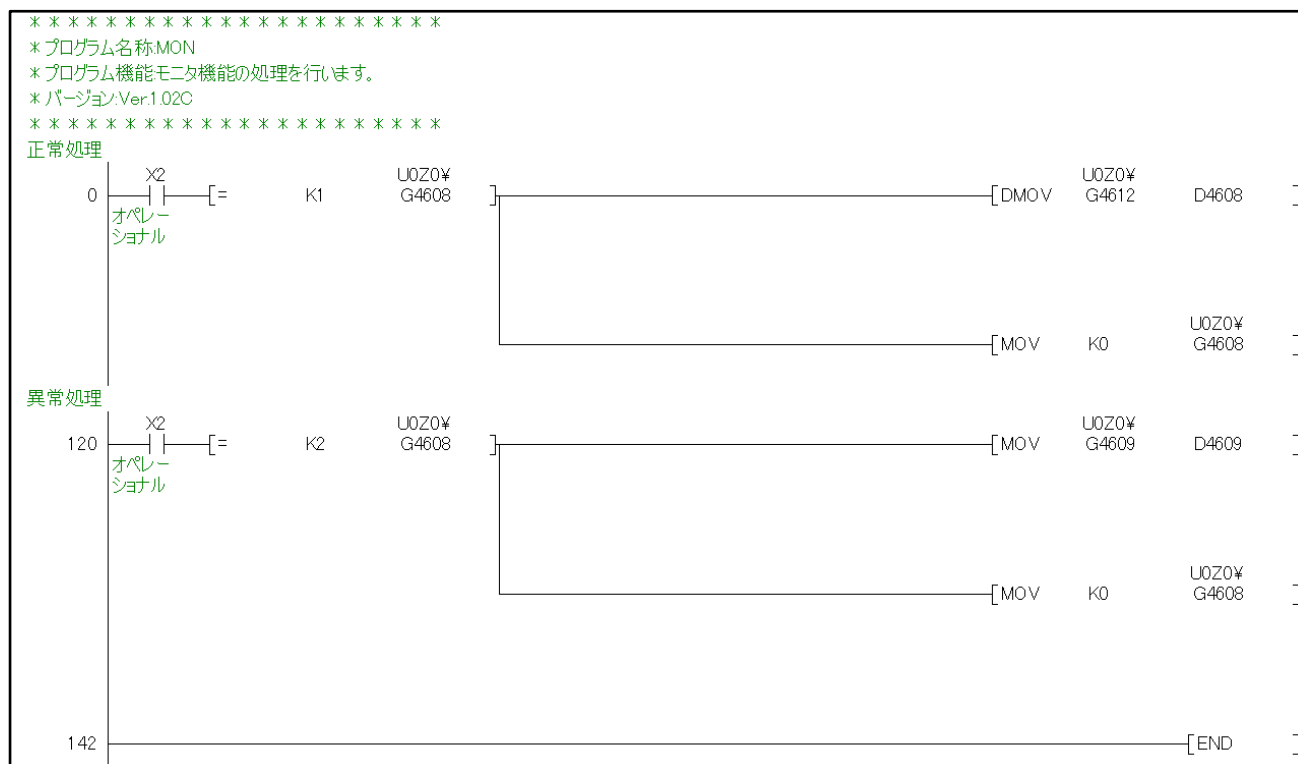 * * * * * * * * * * * * * * * * * * * * * *
* プログラム名称:MON
* プログラム機能:モニタ機能の処理を行います。
* バージョン:Ver.1.02C
* * * * * * * * * * * * * * * * * * * * * *
正常処理
X2 U0Z0¥ U0Z0¥
0 [= K1 G4608 ] [DMOV G4612 D4608 ]
オペレー
ショナル
U0Z0¥
[MOV K0 G4608 ]
異常処理
X2 U0Z0¥ U0Z0¥
120 [= K2 G4608 ] [MOV G4609 D4609 ]
オペレー
ショナル
U0Z0¥
[MOV K0 G4608 ]
142 [END ]